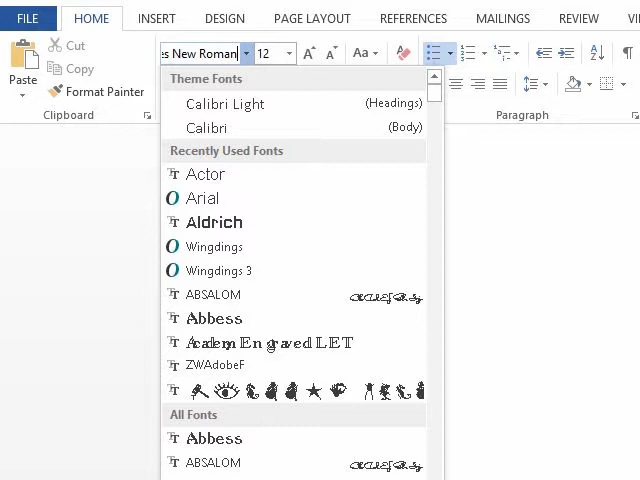 FILE HOME INSERT DESIGN PAGE LAYOUT REFERENCES MAILINGS REVIEW
Cut
Copy
Paste
Format Painter
s New Roman 12 Aa
Clipboard
Paragraph
Theme Fonts
Calibri Light (Headings)
Calibri (Body)
Recently Used Fonts
Actor
Arial
Aldrich
Wingdings
Wingdings 3
ABSALOM
Abbess
Academy Engraved LET
ZWAdobeF
All Fonts
Abbess
ABSALOM